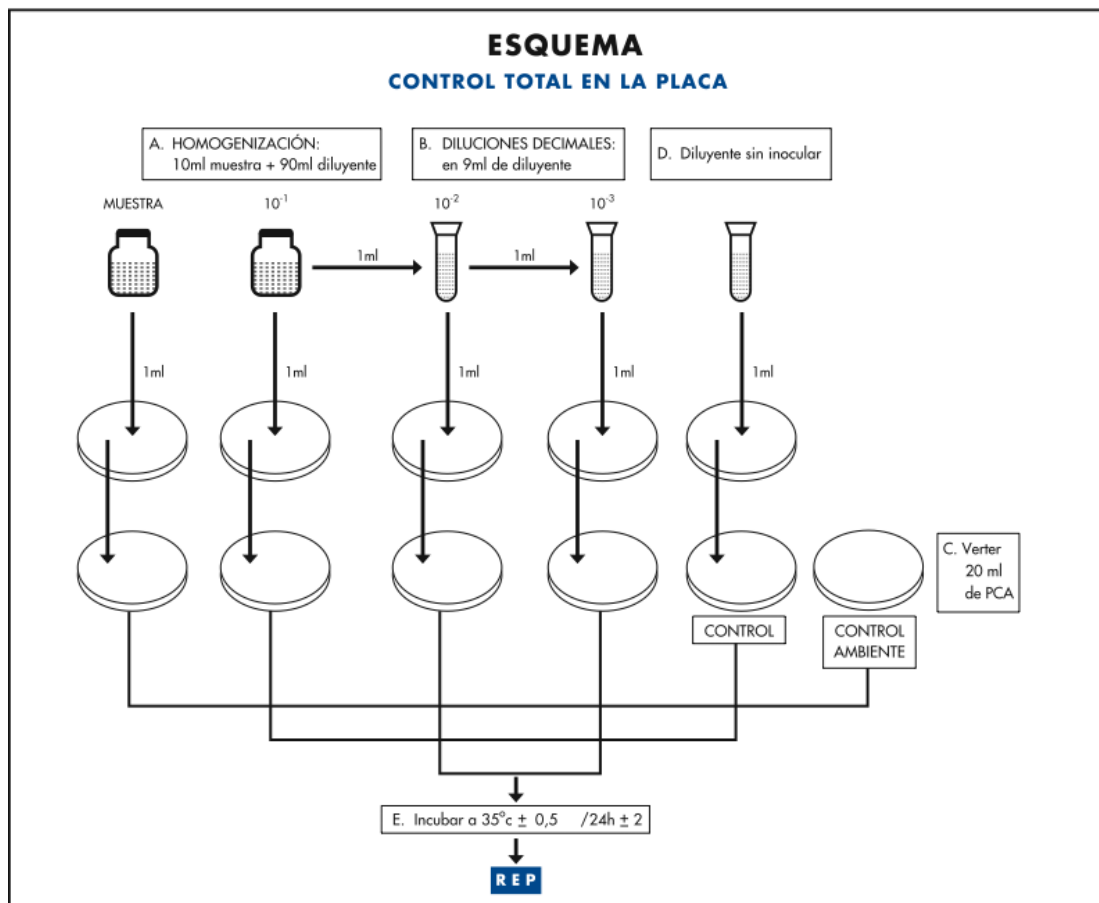 ESQUEMA
CONTROL TOTAL EN LA PLACA
A. HOMOGENIZACIÓN:
10ml muestra + 90ml diluyente
B. DILUCIONES DECIMALES:
en 9ml de diluyente
D. Diluyente sin inocular
MUESTRA
10⁻¹
10⁻²
10⁻³
1ml
1ml
1ml
1ml
1ml
1ml
1ml
C. Verter
20 ml
de PCA
CONTROL
CONTROL
AMBIENTE
E. Incubar a 35°c ± 0,5 /24h ± 2
REP